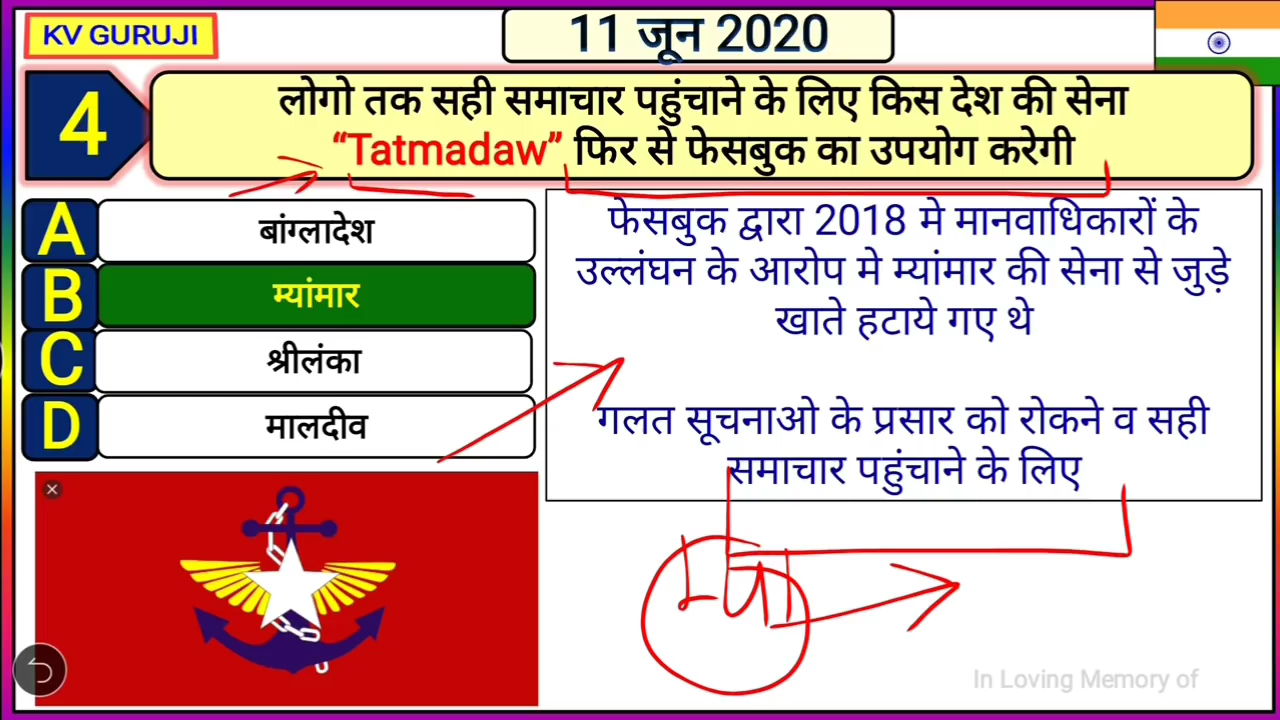 KV GURUJI
11 जून 2020
4
लोगो तक सही समाचार पहुंचाने के लिए किस देश की सेना
“Tatmadaw” फिर से फेसबुक का उपयोग करेगी
A
बांग्लादेश
B
म्यांमार
C
श्रीलंका
D
मालदीव
फेसबुक द्वारा 2018 मे मानवाधिकारों के
उल्लंघन के आरोप मे म्यांमार की सेना से जुड़े
खाते हटाये गए थे
गलत सूचनाओ के प्रसार को रोकने व सही
समाचार पहुंचाने के लिए
In Loving Memory of